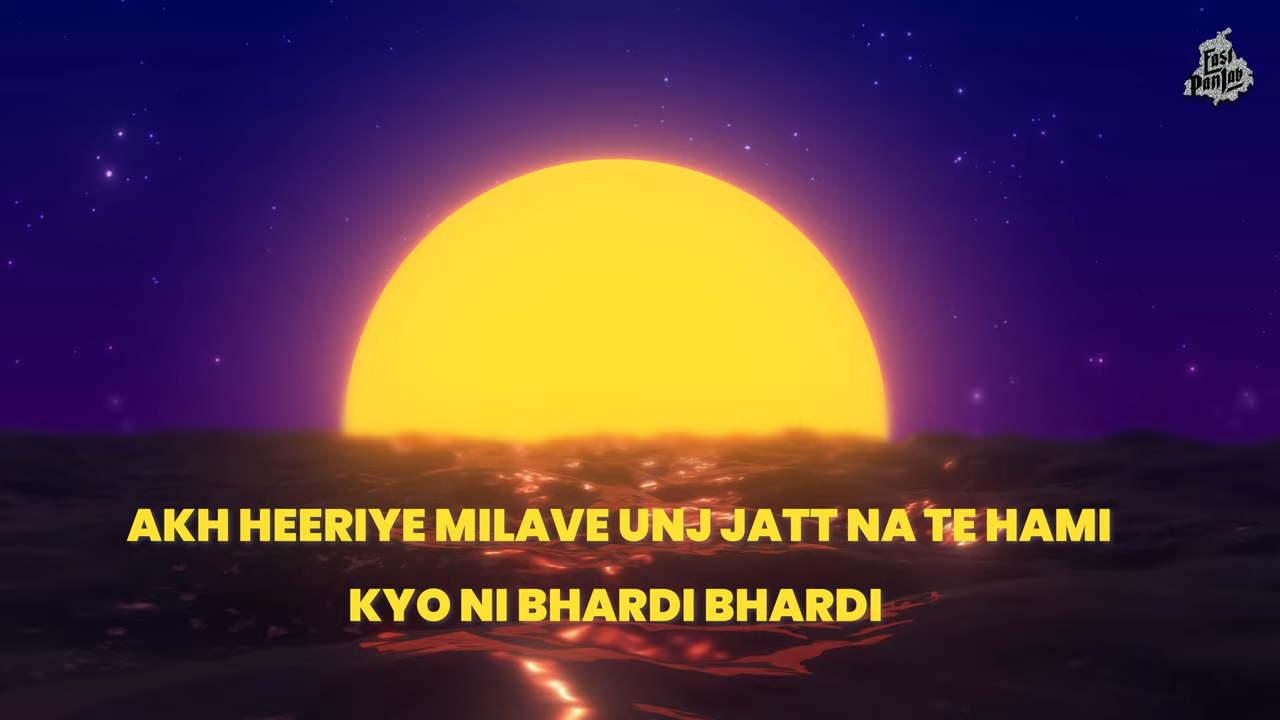 East
PanJab
AKH HEERIYE MILAVE UNJ JATT NA TE HAMI
KYO NI BHARDI BHARDI